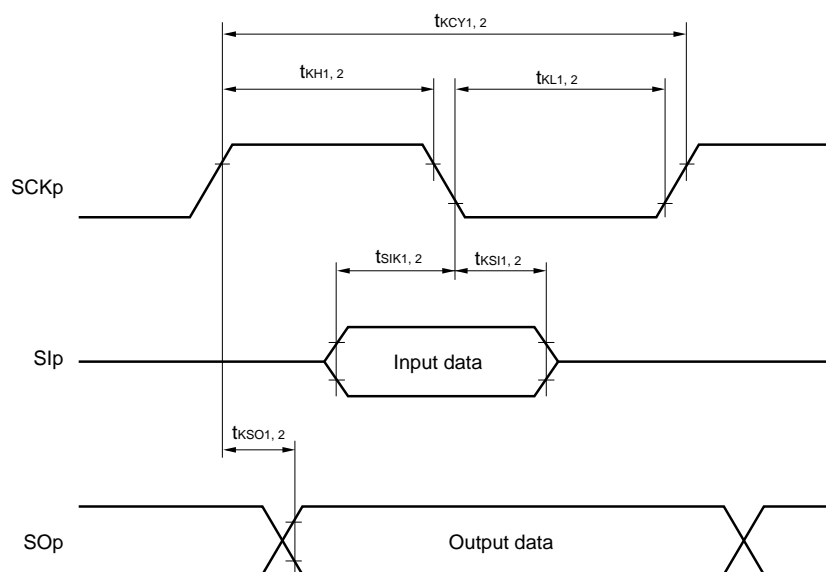 tKCY1, 2
tKH1, 2
tKL1, 2
SCKp
tSIK1, 2
tKSI1, 2
SIp
Input data
tKSO1, 2
SOp
Output data